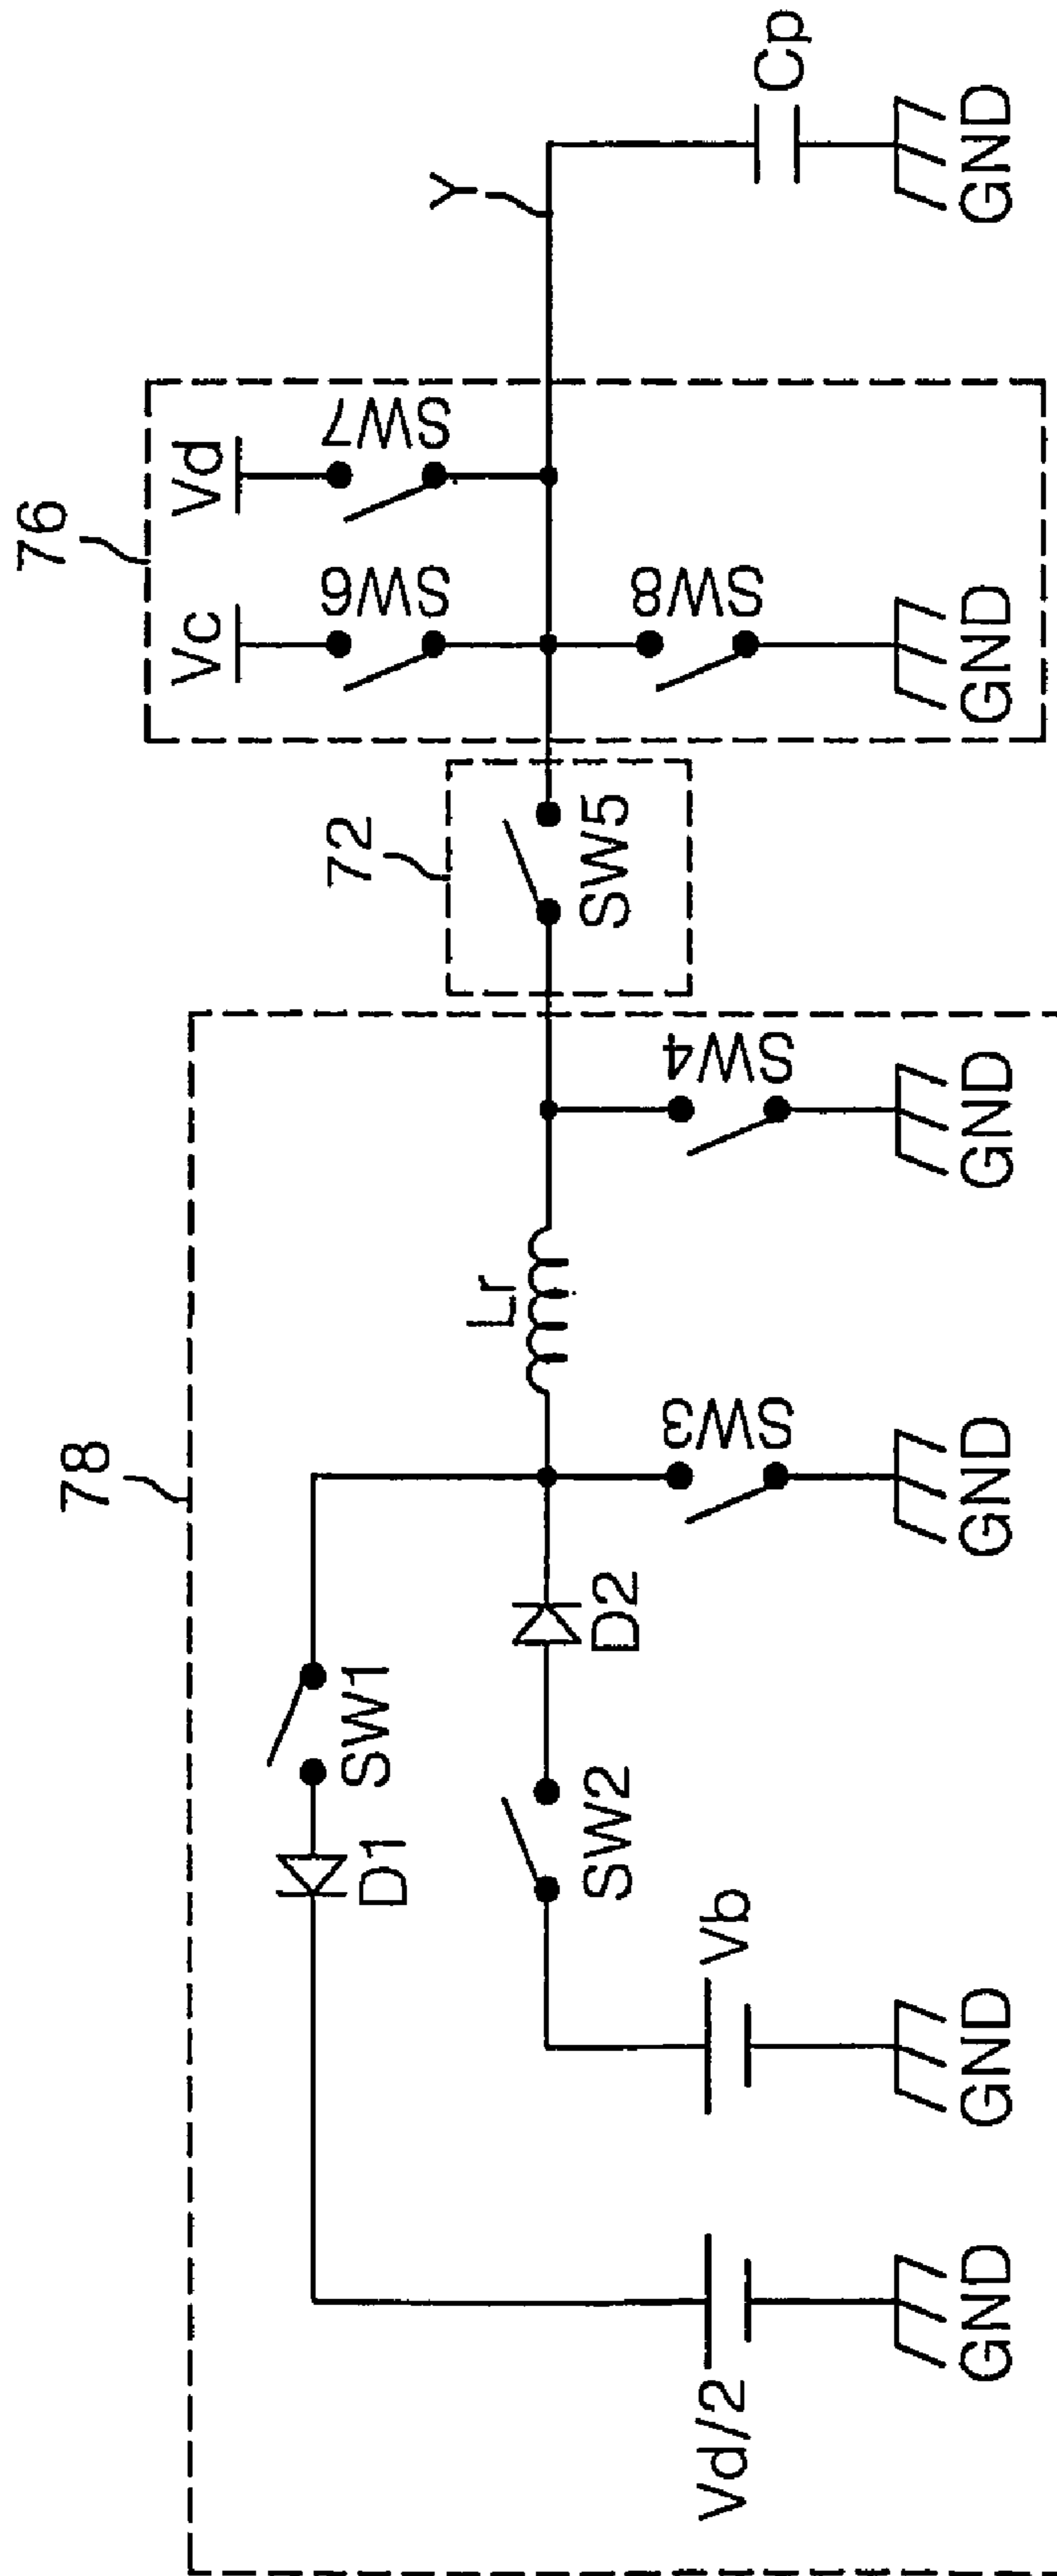 76
Vc
Vd
Y
SW6
SW7
72
SW8
Cp
SW5
GND
GND
78
Lr
SW4
SW1
D1
SW3
D2
SW2
GND
GND
Vb
Vd/2
GND
GND